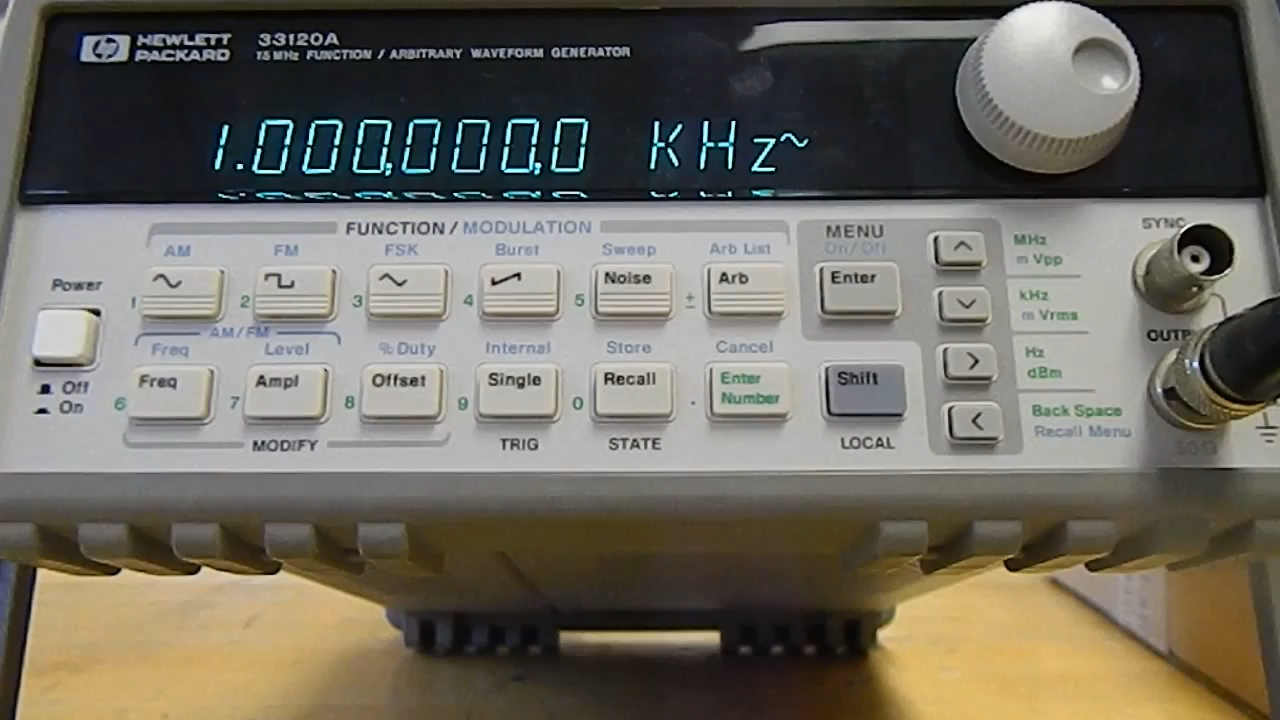 hp HEWLETT PACKARD 33120A
15 MHz FUNCTION / ARBITRARY WAVEFORM GENERATOR
1.000,000,0 KHz~
FUNCTION / MODULATION
AM FM FSK Burst Sweep Arb List
MENU
On/Off
SYNC
MHz
m Vpp
Power
1 2 3 4 5 Noise ± Arb
Enter
kHz
m Vrms
AM/FM
OUTP
Freq Level % Duty Internal Store Cancel
Hz
dBm
Off
On
6 Freq 7 Ampl 8 Offset 9 Single 0 Recall . Enter Number
Shift
Back Space
Recall Menu
MODIFY TRIG STATE LOCAL
50Ω